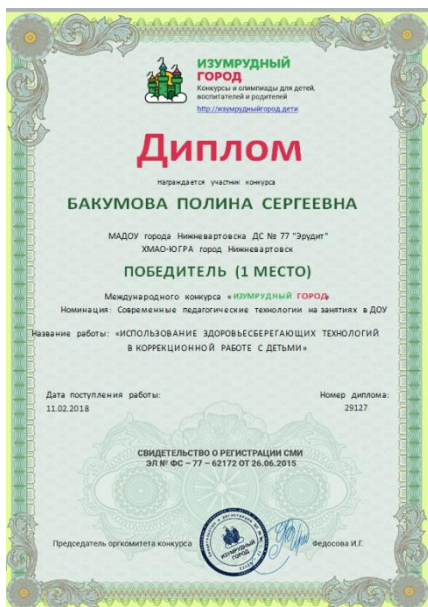 ИЗУМРУДНЫЙ
ГОРОД
Конкурсы и олимпиады для детей,
воспитателей и родителей
http://изумрудныйгород.дети
Диплом
Награждается участник конкурса
БАКУМОВА ПОЛИНА СЕРГЕЕВНА
МАДОУ города Нижневартовска ДС № 77 "Эрудит"
ХМАО-ЮГРА город Нижневартовск
ПОБЕДИТЕЛЬ (1 МЕСТО)
Международного конкурса «ИЗУМРУДНЫЙ ГОРОД»
Номинация: Современные педагогические технологии на занятиях в ДОУ
Название работы: «ИСПОЛЬЗОВАНИЕ ЗДОРОВЬЕСБЕРЕГАЮЩИХ ТЕХНОЛОГИЙ
В КОРРЕКЦИОННОЙ РАБОТЕ С ДЕТЬМИ»
Дата поступления работы:
11.02.2018
Номер диплома:
29127
СВИДЕТЕЛЬСТВО О РЕГИСТРАЦИИ СМИ
ЭЛ № ФС – 77 – 62172 ОТ 26.06.2015
Председатель оргкомитета конкурса
ИЗУМРУДНЫЙ
ГОРОД
Федосова И.Г.